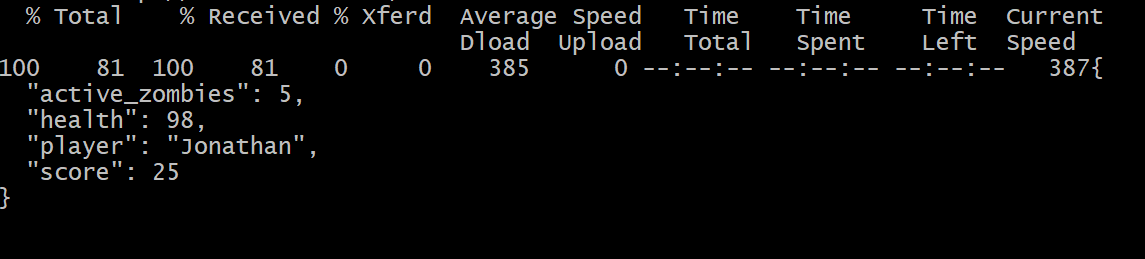 % Total % Received % Xferd Average Speed Time Time Time Current
Dload Upload Total Spent Left Speed
100 81 100 81 0 0 385 0 --:--:-- --:--:-- --:--:-- 387{
"active_zombies": 5,
"health": 98,
"player": "Jonathan",
"score": 25
}